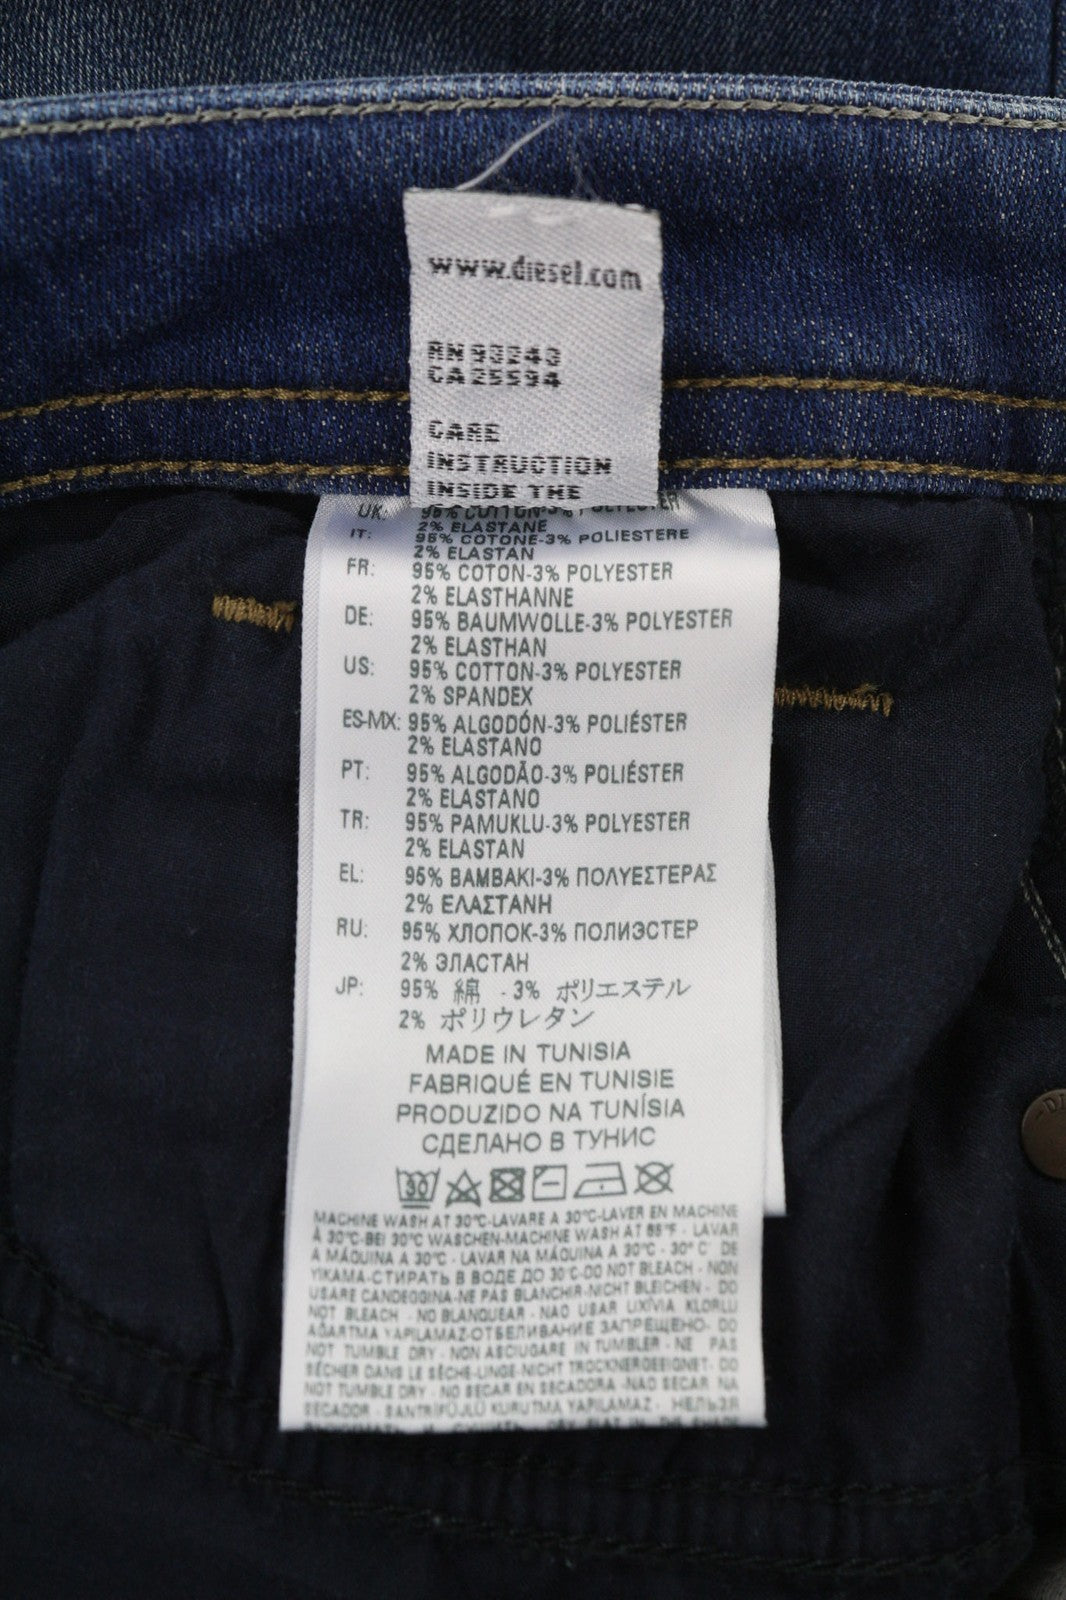 www.diesel.com
RN 93243
CA 25594
CARE
INSTRUCTION
INSIDE THE
UK: 95% COTTON-3% POLYESTER
2% ELASTANE
IT: 95% COTONE-3% POLIESTERE
2% ELASTAN
FR: 95% COTON-3% POLYESTER
2% ELASTHANNE
DE: 95% BAUMWOLLE-3% POLYESTER
2% ELASTHAN
US: 95% COTTON-3% POLYESTER
2% SPANDEX
ES-MX: 95% ALGODÓN-3% POLIÉSTER
2% ELASTANO
PT: 95% ALGODÃO-3% POLIÉSTER
2% ELASTANO
TR: 95% PAMUKLU-3% POLYESTER
2% ELASTAN
EL: 95% ΒΑΜΒΑΚΙ-3% ΠΟΛΥΕΣΤΕΡΑΣ
2% ΕΛΑΣΤΑΝΗ
RU: 95% ХЛОПОК-3% ПОЛИЭСТЕР
2% ЭЛАСТАН
JP: 95% 綿 - 3% ポリエステル
2% ポリウレタン
MADE IN TUNISIA
FABRIQUÉ EN TUNISIE
PRODUZIDO NA TUNÍSIA
СДЕЛАНО В ТУНИС
30
MACHINE WASH AT 30°C-LAVARE A 30°C-LAVER EN MACHINE
À 30°C-BEI 30°C WASCHEN-MACHINE WASH AT 85°F - LAVAR
A MÁQUINA A 30°C - LAVAR NA MÁQUINA A 30°C - 30° C' DE
YIKAMA-СТИРАТЬ В ВОДЕ ДО 30°C-DO NOT BLEACH - NON
USARE CANDEGGINA-NE PAS BLANCHIR-NICHT BLEICHEN - DO
NOT BLEACH - NO BLANQUEAR - NAO USAR LIXÍVIA KLORLU
AĞARTMA YAPILAMAZ-ОТБЕЛИВАНИЕ ЗАПРЕЩЕНО- DO
NOT TUMBLE DRY - NON ASCIUGARE IN TUMBLER - NE PAS
SÉCHER DANS LE SÈCHE-LINGE-NICHT TROCKNERGEEIGNET- DO
NOT TUMBLE DRY - NO SECAR EN SECADORA -NAO SECAR NA
SECADOR - SANTRIFÜJLÜ KURUTMA YAPILAMAZ - НЕЛЬЗЯ
DRY FLAT IN THE SHADE